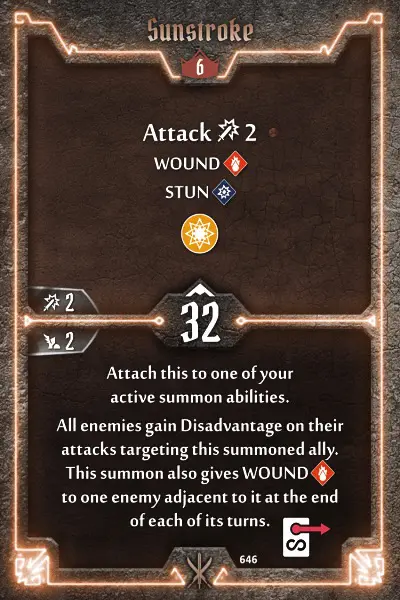 Sunstroke
6
Attack 2
WOUND
STUN
2
32
2
Attach this to one of your
active summon abilities.
All enemies gain Disadvantage on their
attacks targeting this summoned ally.
This summon also gives WOUND
to one enemy adjacent to it at the end
of each of its turns.
S
646